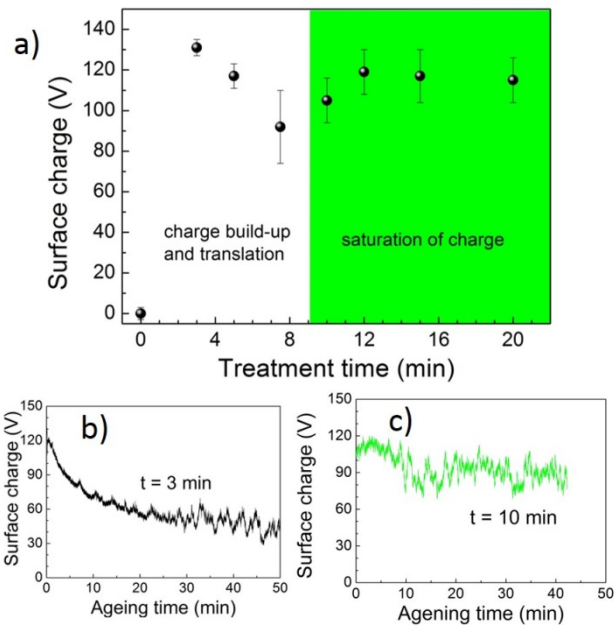 a)
Surface charge (V)
140
120
100
80
60
40
20
0
charge build-up
and translation
saturation of charge
0 4 8 12 16 20
Treatment time (min)
b)
Surface charge (V)
150
120
90
60
30
0
t = 3 min
0 10 20 30 40 50
Ageing time (min)
c)
Surface charge (V)
150
120
90
60
30
0
t = 10 min
0 10 20 30 40 50
Agening time (min)